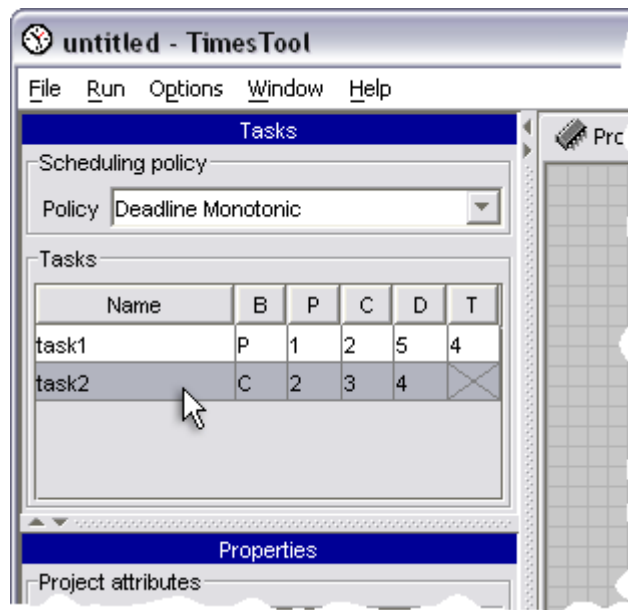 untitled - TimesTool
File Run Options Window Help
Tasks
Scheduling policy
Policy Deadline Monotonic
Tasks
Name B P C D T
task1 P 1 2 5 4
task2 C 2 3 4
Properties
Project attributes